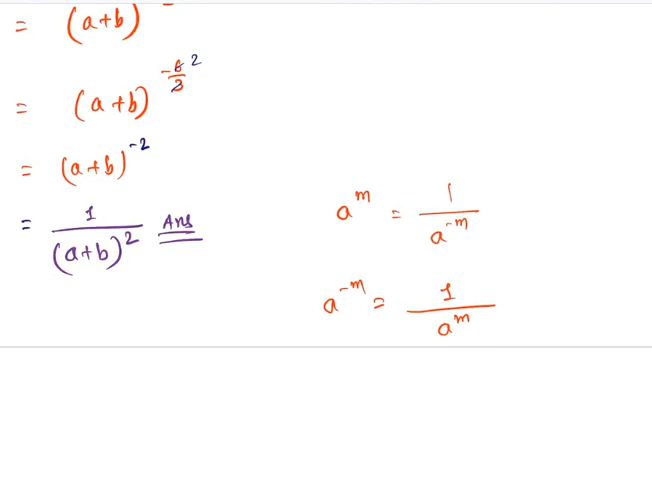 = (a+b)
= (a+b)^{-6/3} 2
= (a+b)^{-2}
= 1/(a+b)^2 Ans
a^m = 1/a^{-m}
a^{-m} = 1/a^m